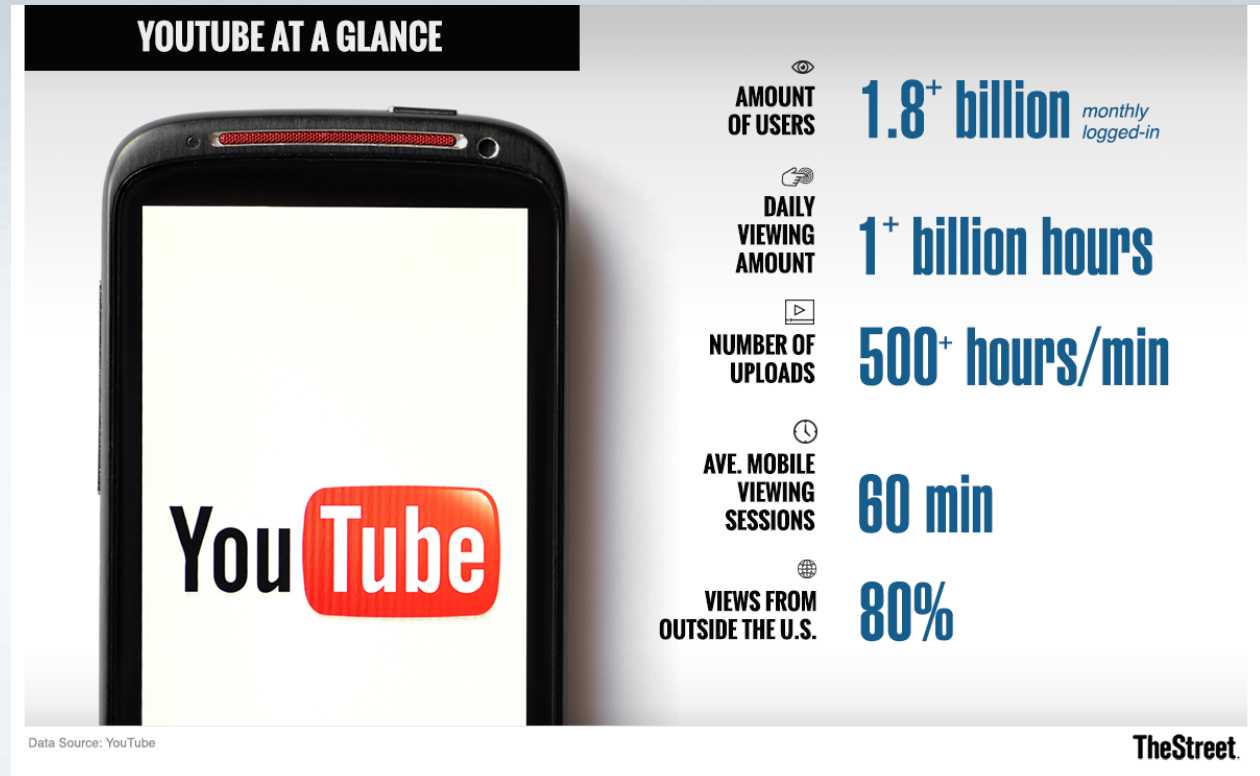 YOUTUBE AT A GLANCE
AMOUNT
OF USERS
1.8+ billion monthly
logged-in
DAILY
VIEWING
AMOUNT
1+ billion hours
NUMBER OF
UPLOADS
500+ hours/min
AVE. MOBILE
VIEWING
SESSIONS
60 min
VIEWS FROM
OUTSIDE THE U.S.
80%
YouTube
Data Source: YouTube
TheStreet.